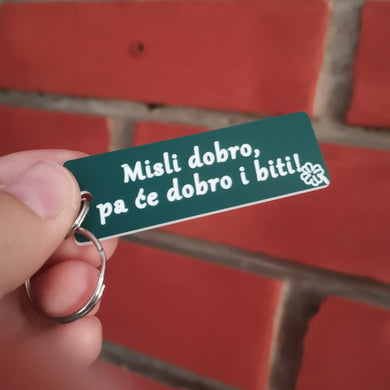 Misli dobro,
pa će dobro i biti!